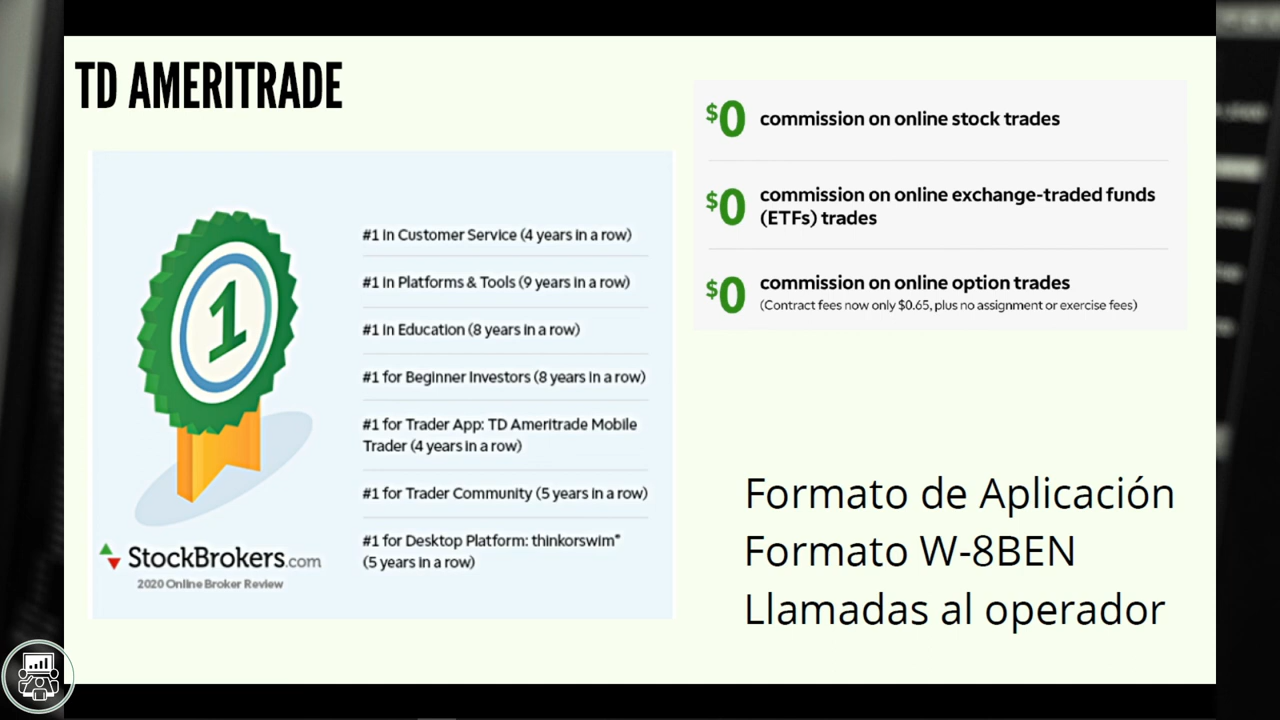 TD AMERITRADE
1
#1 in Customer Service (4 years in a row)
#1 in Platforms & Tools (9 years in a row)
#1 in Education (8 years in a row)
#1 for Beginner Investors (8 years in a row)
#1 for Trader App: TD Ameritrade Mobile
Trader (4 years in a row)
#1 for Trader Community (5 years in a row)
#1 for Desktop Platform: thinkorswim®
(5 years in a row)
StockBrokers.com
2020 Online Broker Review
$0 commission on online stock trades
$0 commission on online exchange-traded funds
(ETFs) trades
$0 commission on online option trades
(Contract fees now only $0.65, plus no assignment or exercise fees)
Formato de Aplicación
Formato W-8BEN
Llamadas al operador